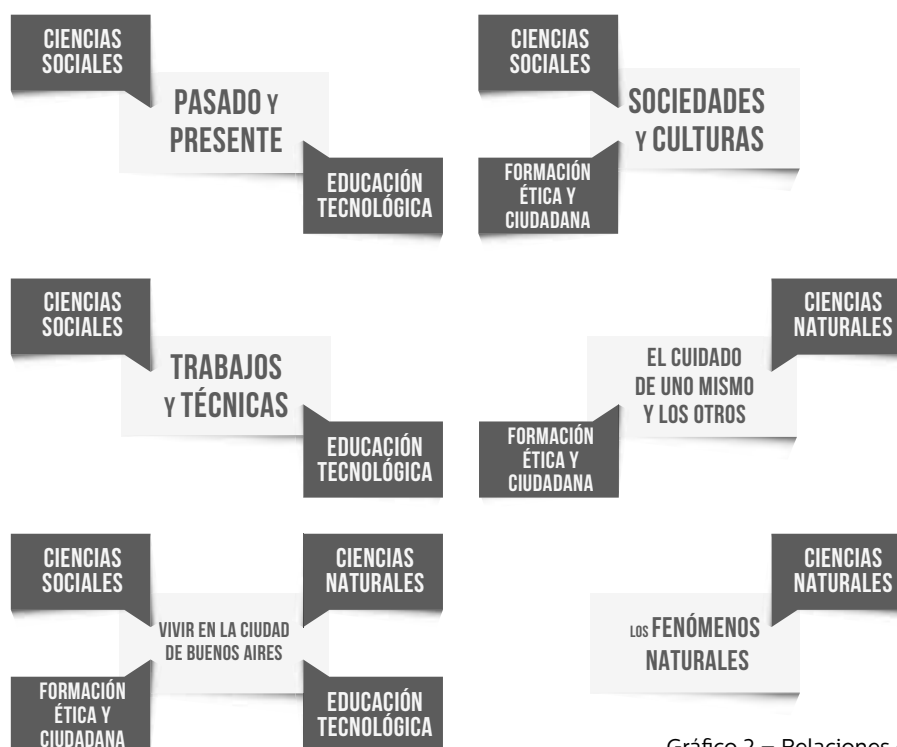 CIENCIAS
SOCIALES
PASADO Y
PRESENTE
EDUCACIÓN
TECNOLÓGICA
CIENCIAS
SOCIALES
SOCIEDADES
Y CULTURAS
FORMACIÓN
ÉTICA Y
CIUDADANA
CIENCIAS
SOCIALES
TRABAJOS
Y TÉCNICAS
EDUCACIÓN
TECNOLÓGICA
CIENCIAS
NATURALES
EL CUIDADO
DE UNO MISMO
Y LOS OTROS
FORMACIÓN
ÉTICA Y
CIUDADANA
CIENCIAS
SOCIALES
CIENCIAS
NATURALES
VIVIR EN LA CIUDAD
DE BUENOS AIRES
FORMACIÓN
ÉTICA Y
CIUDADANA
EDUCACIÓN
TECNOLÓGICA
CIENCIAS
NATURALES
LOS FENÓMENOS
NATURALES
Gráfico 2 – Relaciones